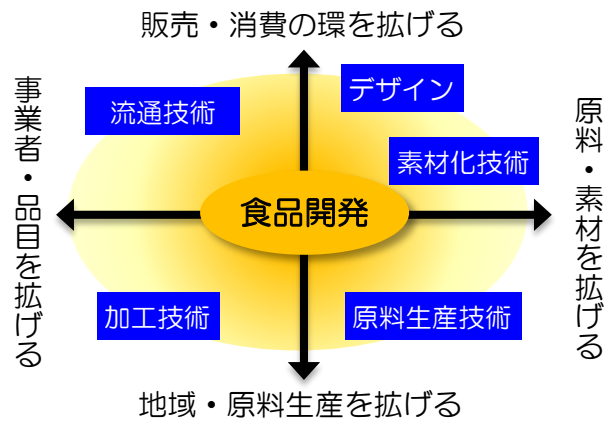 販売・消費の環を拡げる
デザイン
流通技術
素材化技術
事業者・品目を拡げる
食品開発
原料・素材を拡げる
加工技術
原料生産技術
地域・原料生産を拡げる